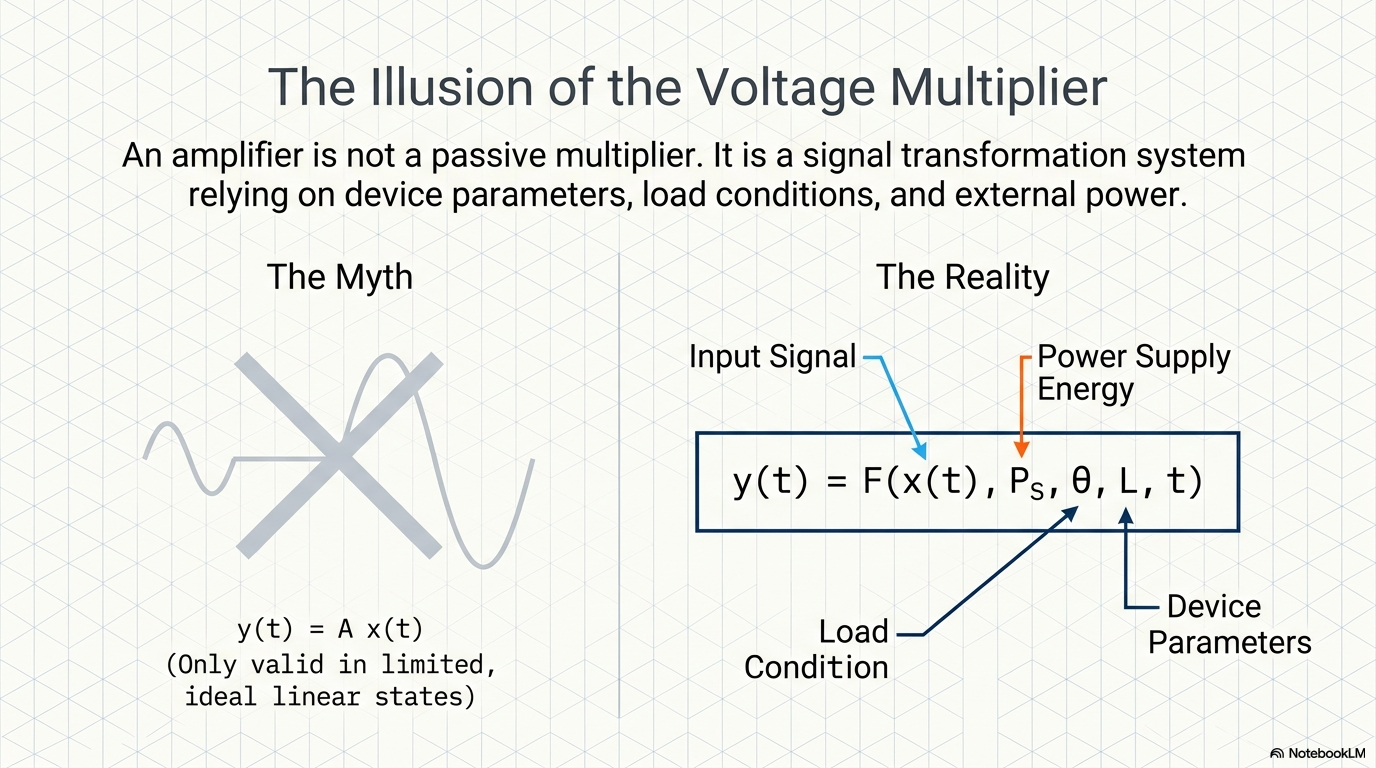 The Illusion of the Voltage Multiplier
An amplifier is not a passive multiplier. It is a signal transformation system
relying on device parameters, load conditions, and external power.
The Myth
y(t) = A x(t)
(Only valid in limited,
ideal linear states)
The Reality
Input Signal
Power Supply
Energy
y(t) = F(x(t), Pₛ, θ, L, t)
Load
Condition
Device
Parameters
NotebookLM